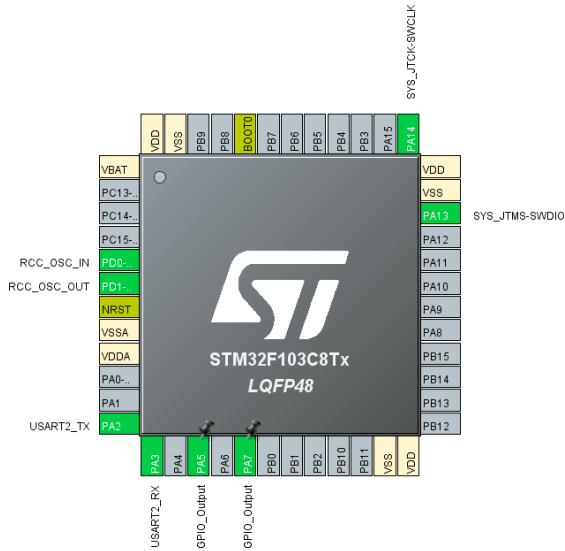 SYS_JTCK-SWCLK
VDD
VSS
PB9
PB8
BOOT0
PB7
PB6
PB5
PB4
PB3
PA15
PA14
VBAT
PC13-..
PC14-..
PC15-..
RCC_OSC_IN PD0-..
RCC_OSC_OUT PD1-..
NRST
VSSA
VDDA
PA0-..
PA1
USART2_TX PA2
VDD
VSS
PA13 SYS_JTMS-SWDIO
PA12
PA11
PA10
PA9
PA8
PB15
PB14
PB13
PB12
ST
STM32F103C8Tx
LQFP48
PA3
PA4
PA5
PA6
PA7
PB0
PB1
PB2
PB10
PB11
VSS
VDD
USART2_RX
GPIO_Output
GPIO_Output